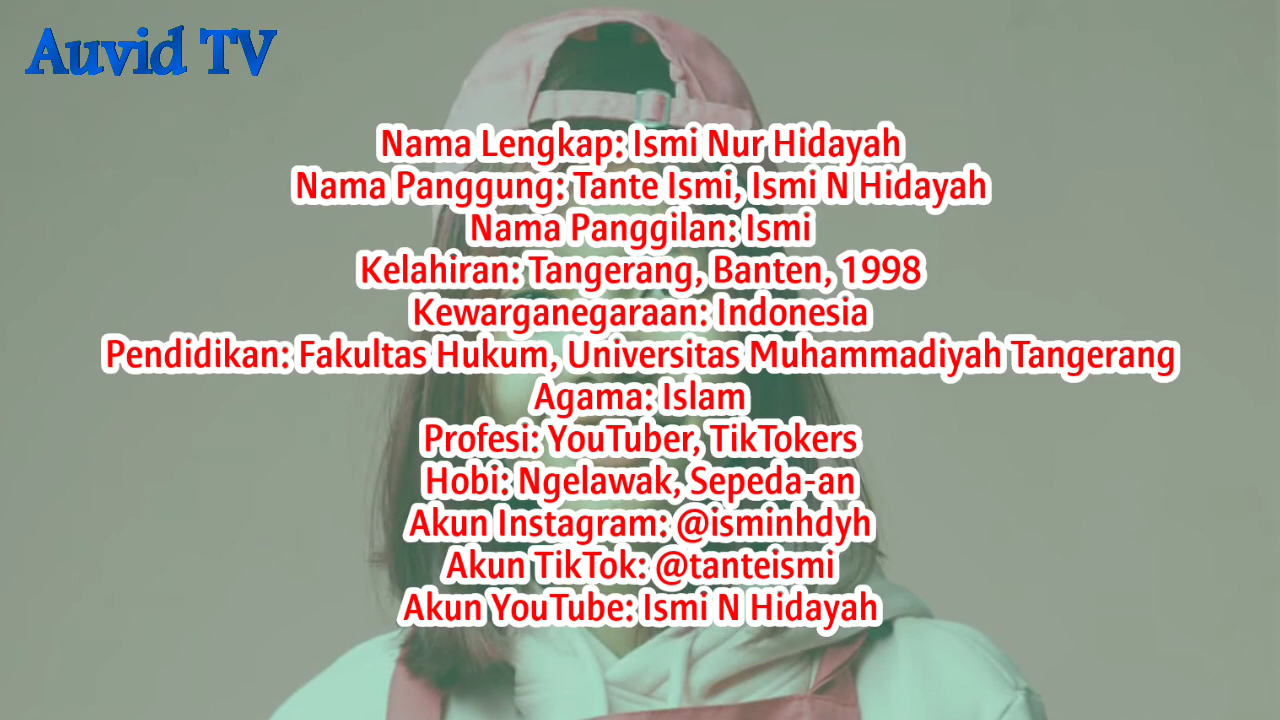 Auvid TV
Nama Lengkap: Ismi Nur Hidayah
Nama Panggung: Tante Ismi, Ismi N Hidayah
Nama Panggilan: Ismi
Kelahiran: Tangerang, Banten, 1998
Kewarganegaraan: Indonesia
Pendidikan: Fakultas Hukum, Universitas Muhammadiyah Tangerang
Agama: Islam
Profesi: YouTuber, TikTokers
Hobi: Ngelawak, Sepeda-an
Akun Instagram: @isminhdyh
Akun TikTok: @tanteismi
Akun YouTube: Ismi N Hidayah